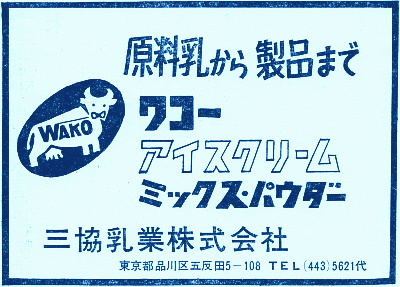 原料乳から製品まで
WAKO
ワコー
アイスクリーム
ミックス・パウダー
三協乳業株式会社
東京都品川区五反田5-108 TEL(443)5621代